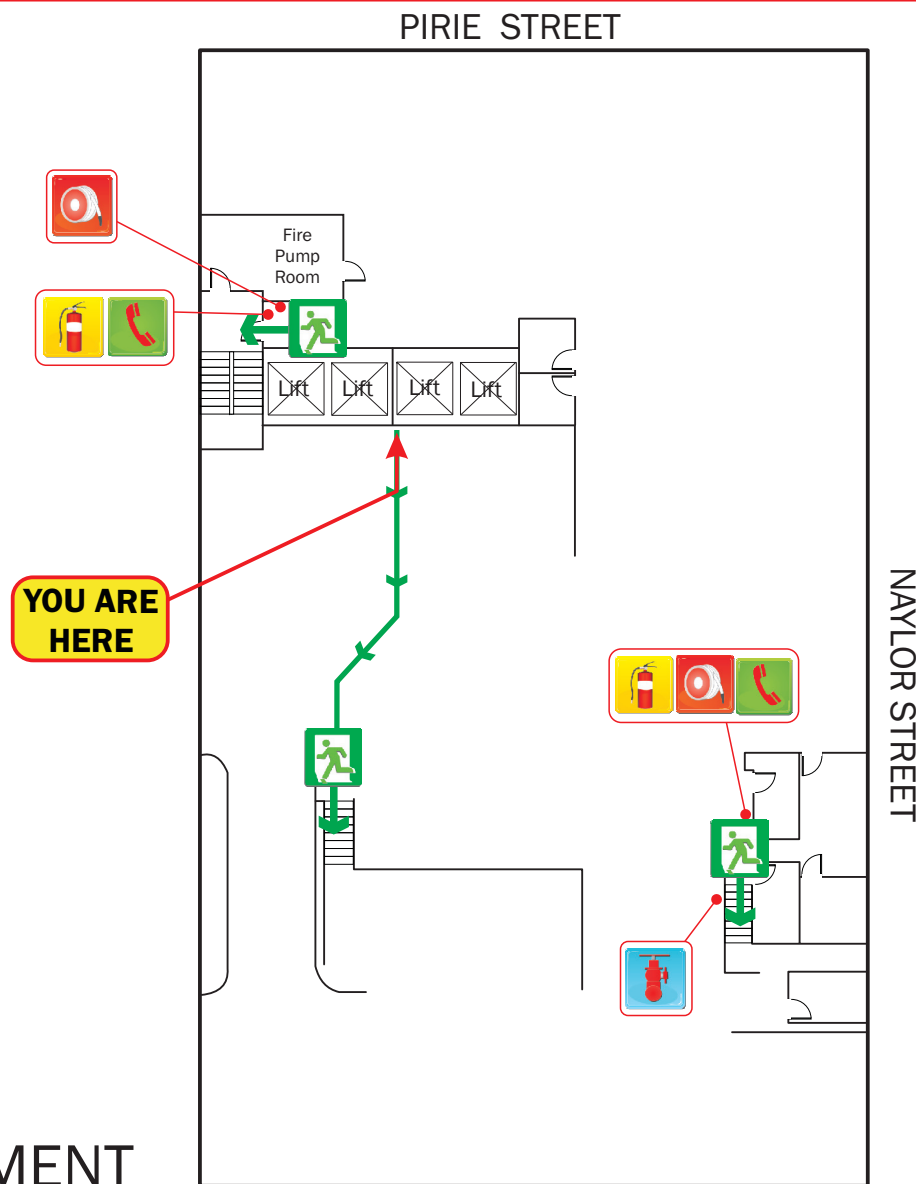 PIRIE STREET
Fire
Pump
Room
Lift Lift Lift Lift
YOU ARE
HERE
NAYLOR STREET
MENT